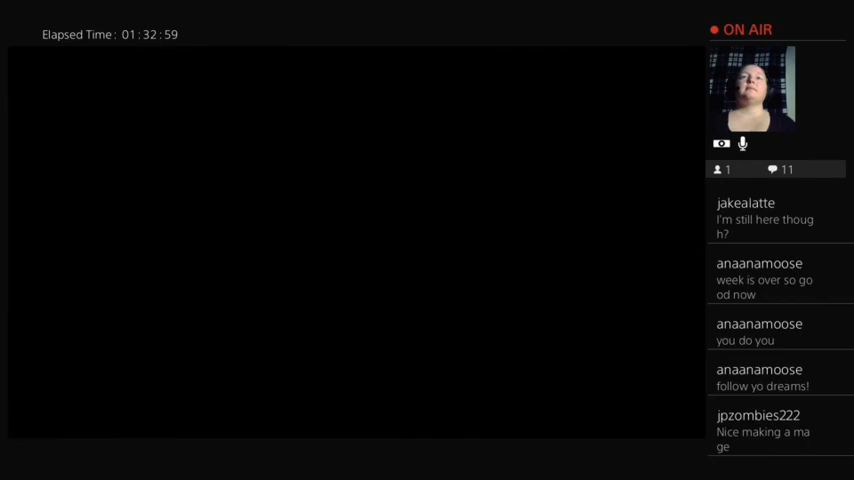 Elapsed Time: 01:32:59
ON AIR
1 11
jakealatte
I'm still here thoug
h?
anaanamoose
week is over so go
od now
anaanamoose
you do you
anaanamoose
follow yo dreams!
jpzombies222
Nice making a ma
ge